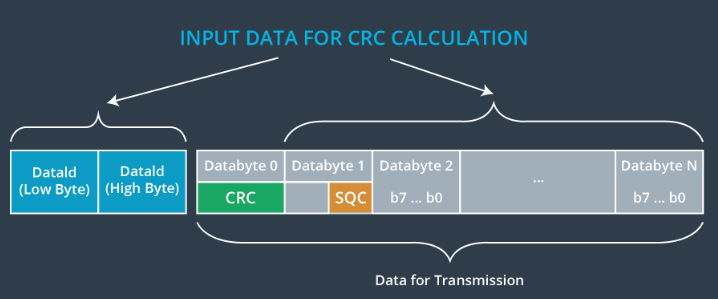 INPUT DATA FOR CRC CALCULATION
DataId
(Low Byte)
DataId
(High Byte)
Databyte 0
CRC
Databyte 1
SQC
Databyte 2
b7 ... b0
...
Databyte N
b7 ... b0
Data for Transmission